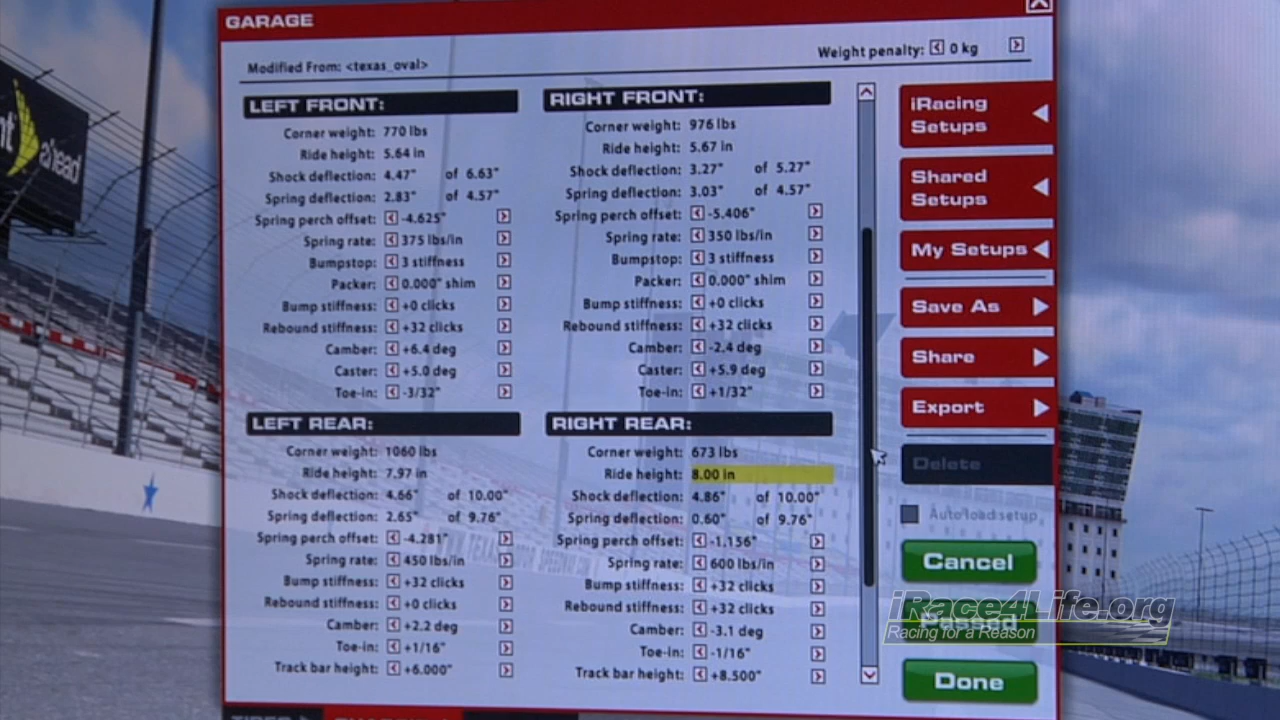 GARAGE
Modified From: <texas_oval>
Weight penalty: 0 kg
LEFT FRONT:
Corner weight: 770 lbs
Ride height: 5.64 in
Shock deflection: 4.47" of 6.63"
Spring deflection: 2.83" of 4.57"
Spring perch offset: -4.625"
Spring rate: 375 lbs/in
Bumpstop: 3 stiffness
Packer: 0.000" shim
Bump stiffness: +0 clicks
Rebound stiffness: +32 clicks
Camber: +6.4 deg
Caster: +5.0 deg
Toe-in: -3/32"
RIGHT FRONT:
Corner weight: 976 lbs
Ride height: 5.67 in
Shock deflection: 3.27" of 5.27"
Spring deflection: 3.03" of 4.57"
Spring perch offset: -5.406"
Spring rate: 350 lbs/in
Bumpstop: 3 stiffness
Packer: 0.000" shim
Bump stiffness: +0 clicks
Rebound stiffness: +32 clicks
Camber: -2.4 deg
Caster: +5.9 deg
Toe-in: +1/32"
LEFT REAR:
Corner weight: 1060 lbs
Ride height: 7.97 in
Shock deflection: 4.66" of 10.00"
Spring deflection: 2.65" of 9.76"
Spring perch offset: -4.281"
Spring rate: 450 lbs/in
Bump stiffness: +32 clicks
Rebound stiffness: +0 clicks
Camber: +2.2 deg
Toe-in: +1/16"
Track bar height: +6.000"
RIGHT REAR:
Corner weight: 673 lbs
Ride height: 8.00 in
Shock deflection: 4.86" of 10.00"
Spring deflection: 0.60" of 9.76"
Spring perch offset: -1.156"
Spring rate: 600 lbs/in
Bump stiffness: +32 clicks
Rebound stiffness: +32 clicks
Camber: -3.1 deg
Toe-in: -1/16"
Track bar height: +8.500"
iRacing
Setups
Shared
Setups
My Setups
Save As
Share
Export
Delete
Auto load setup
Cancel
Passed
Done
iRace4Life.org
Racing for a Reason
ahead